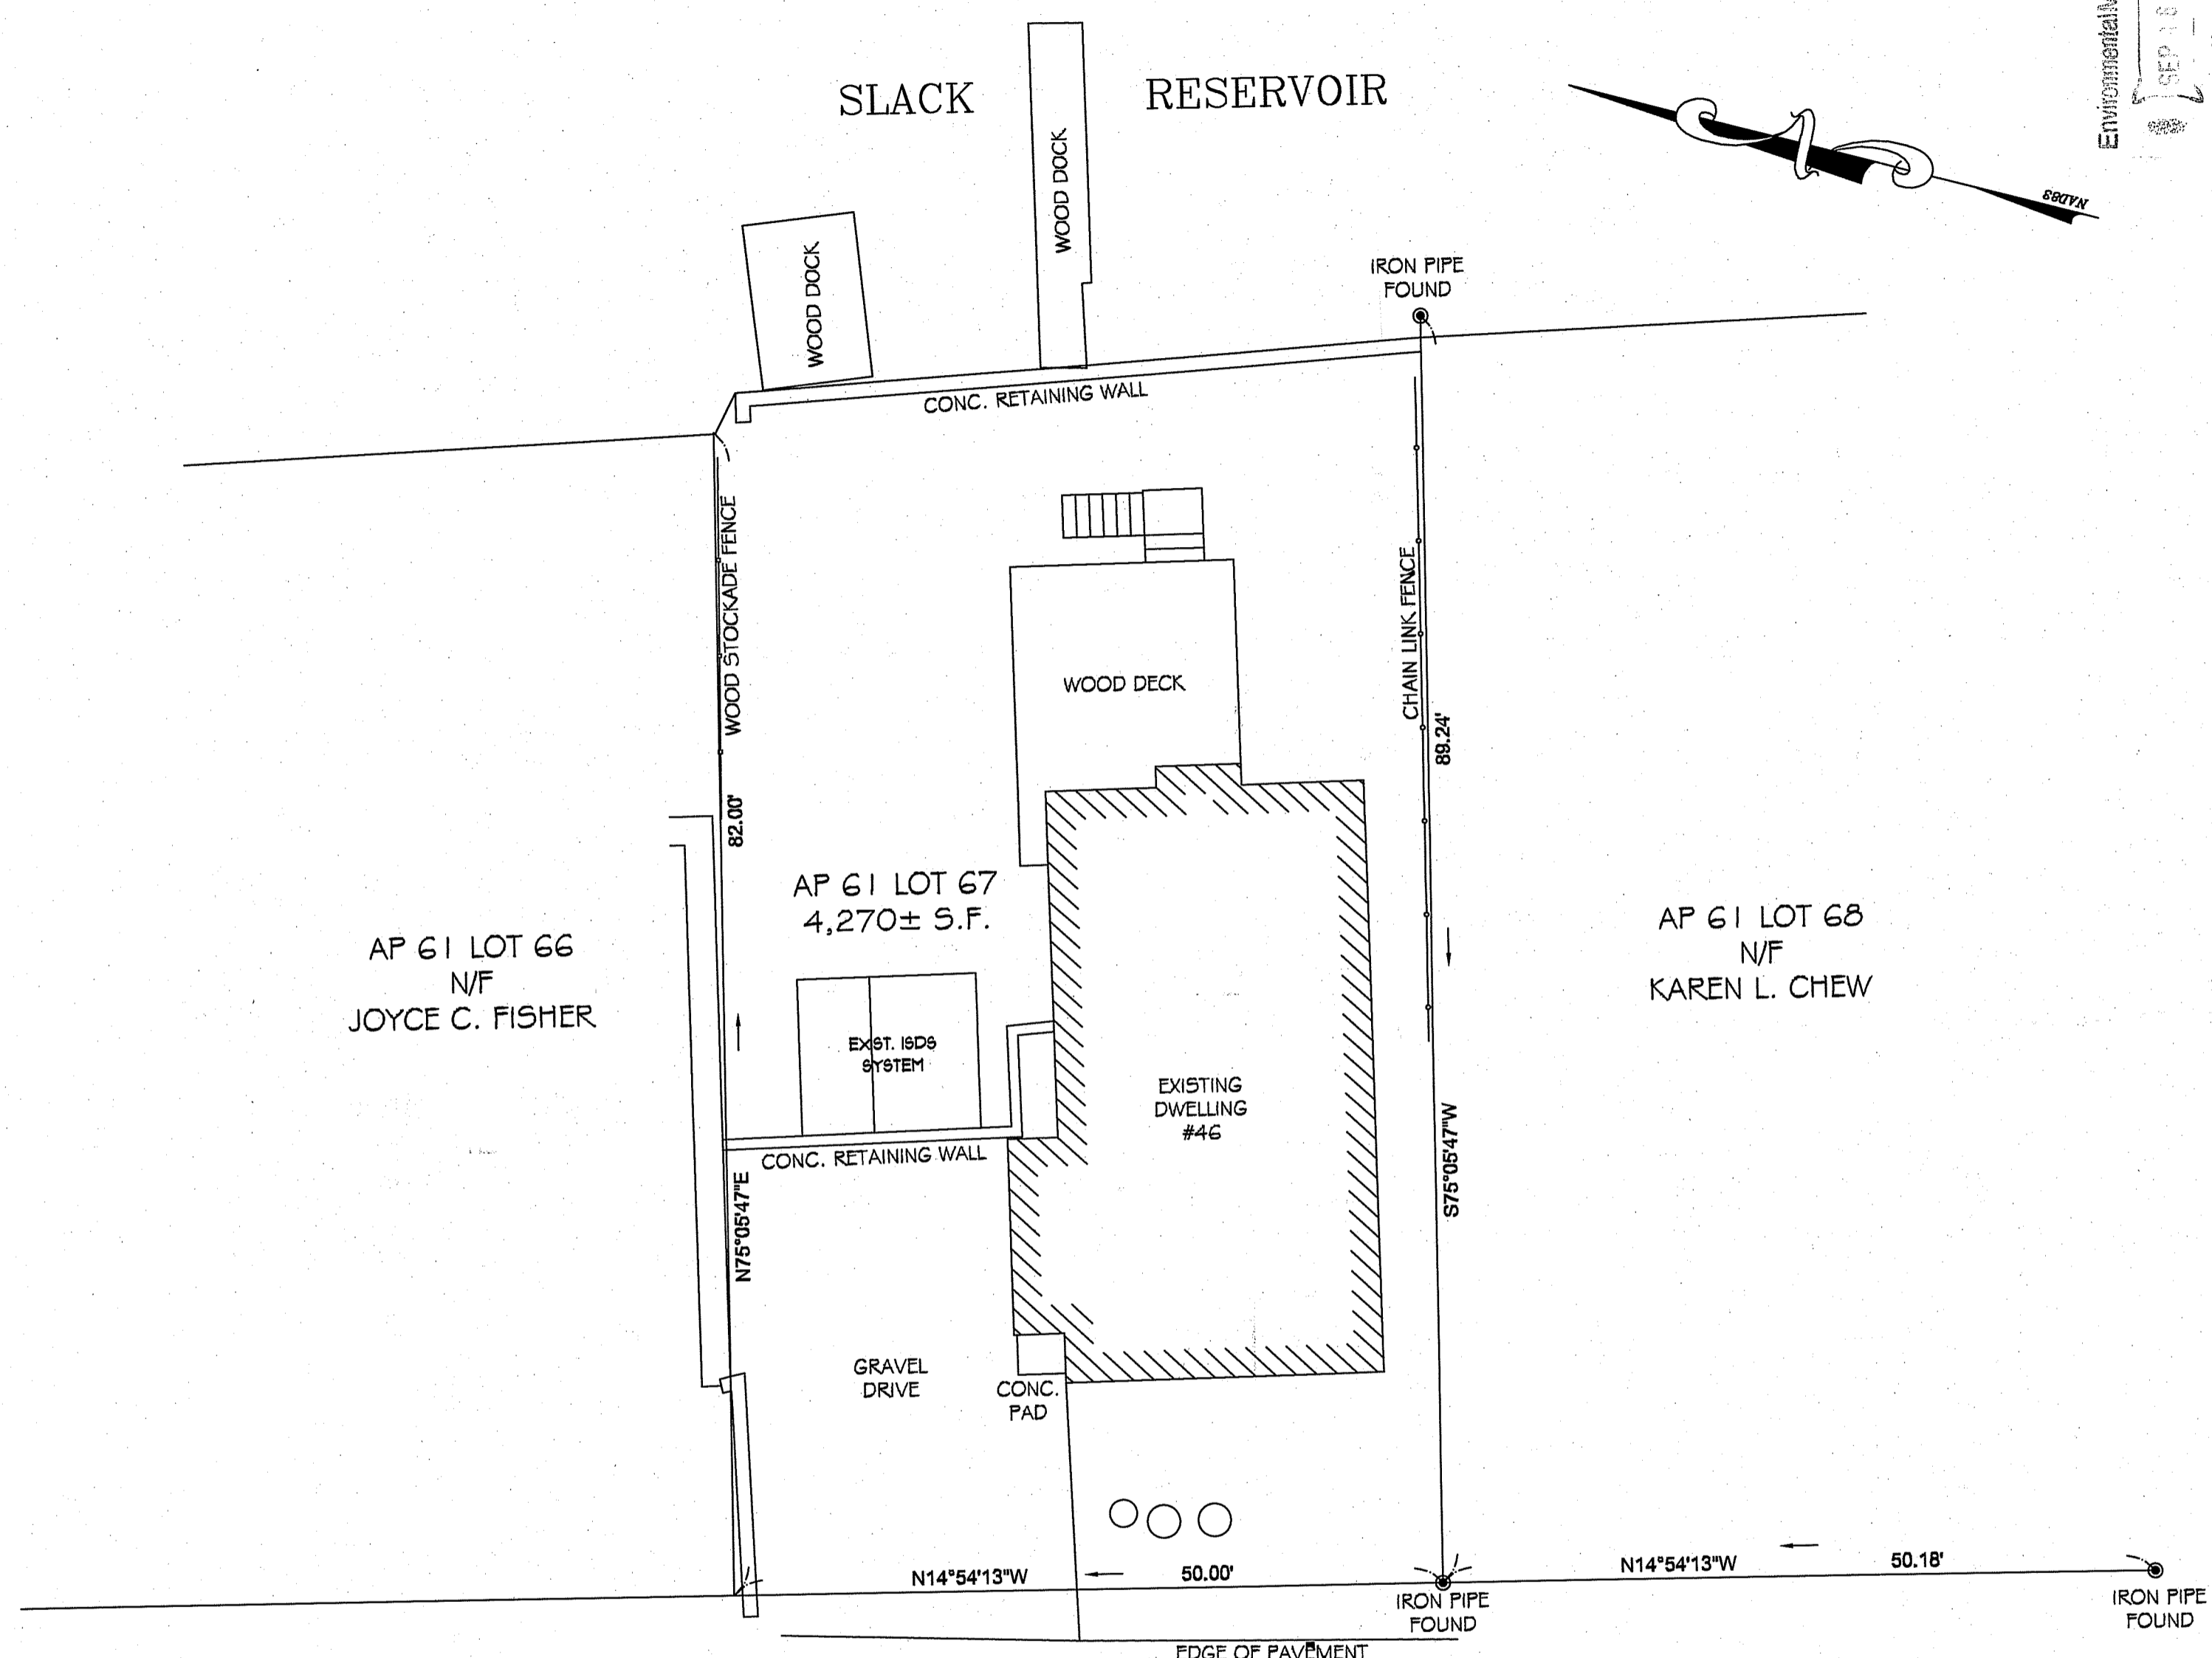 SLACK RESERVOIR
Environmental
SEP 18
NAD83
WOOD DOCK
WOOD DOCK
IRON PIPE
FOUND
CONC. RETAINING WALL
WOOD STOCKADE FENCE
CHAIN LINK FENCE
WOOD DECK
82.00'
89.24'
AP 61 LOT 67
4,270± S.F.
AP 61 LOT 66
N/F
JOYCE C. FISHER
AP 61 LOT 68
N/F
KAREN L. CHEW
EXIST. ISDS
SYSTEM
EXISTING
DWELLING
#46
CONC. RETAINING WALL
N75°05'47"E
S75°05'47"W
GRAVEL
DRIVE
CONC.
PAD
N14°54'13"W
50.00'
N14°54'13"W
50.18'
IRON PIPE
FOUND
IRON PIPE
FOUND
EDGE OF PAVEMENT